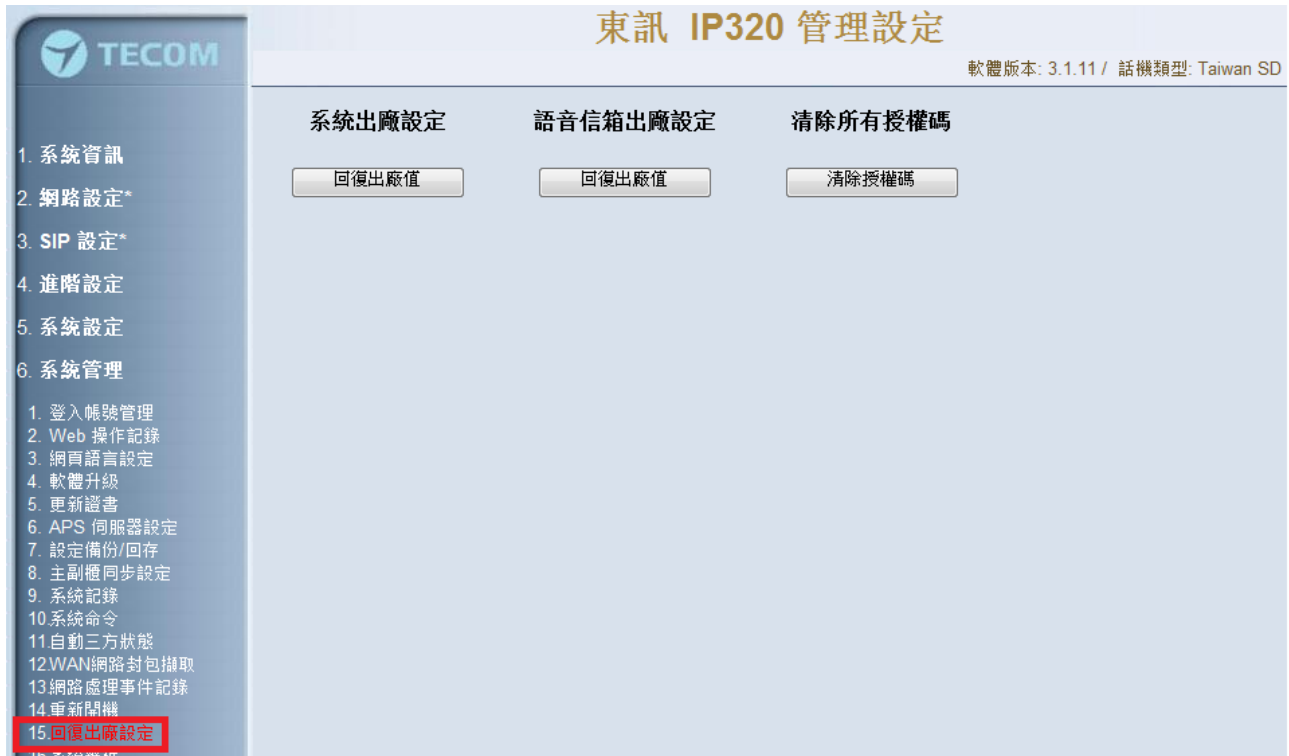 TECOM
東訊 IP320 管理設定
軟體版本: 3.1.11 / 話機類型: Taiwan SD
系統出廠設定 語音信箱出廠設定 清除所有授權碼
回復出廠值 回復出廠值 清除授權碼
1. 系統資訊
2. 網路設定*
3. SIP 設定*
4. 進階設定
5. 系統設定
6. 系統管理
1. 登入帳號管理
2. Web 操作記錄
3. 網頁語言設定
4. 軟體升級
5. 更新證書
6. APS 伺服器設定
7. 設定備份/回存
8. 主副櫃同步設定
9. 系統記錄
10.系統命令
11.自動三方狀態
12.WAN網路封包擷取
13.網路處理事件記錄
14.重新開機
15.回復出廠設定